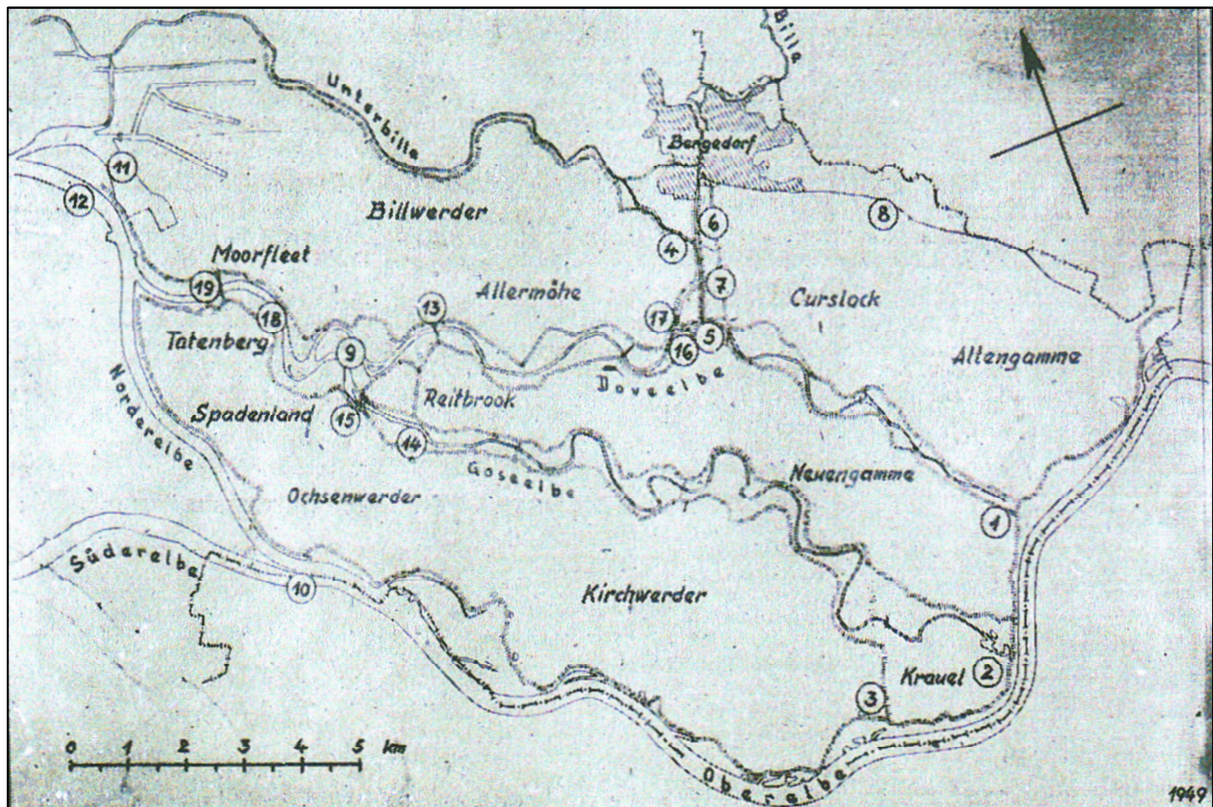 Bille
Unterbille
Bergedorf
11
12
Billwerder
6
8
4
Moorfleet
19
Allermöhe
7
Curslack
18
13
17
5
Tatenberg
9
16
Altengamme
Doveelbe
Norderelbe
Reitbrook
Spadenland
15
14
Goseelbe
Neuengamme
Ochsenwerder
1
Süderelbe
10
Kirchwerder
Krauel
2
3
0 1 2 3 4 5 km
Oberelbe
1949